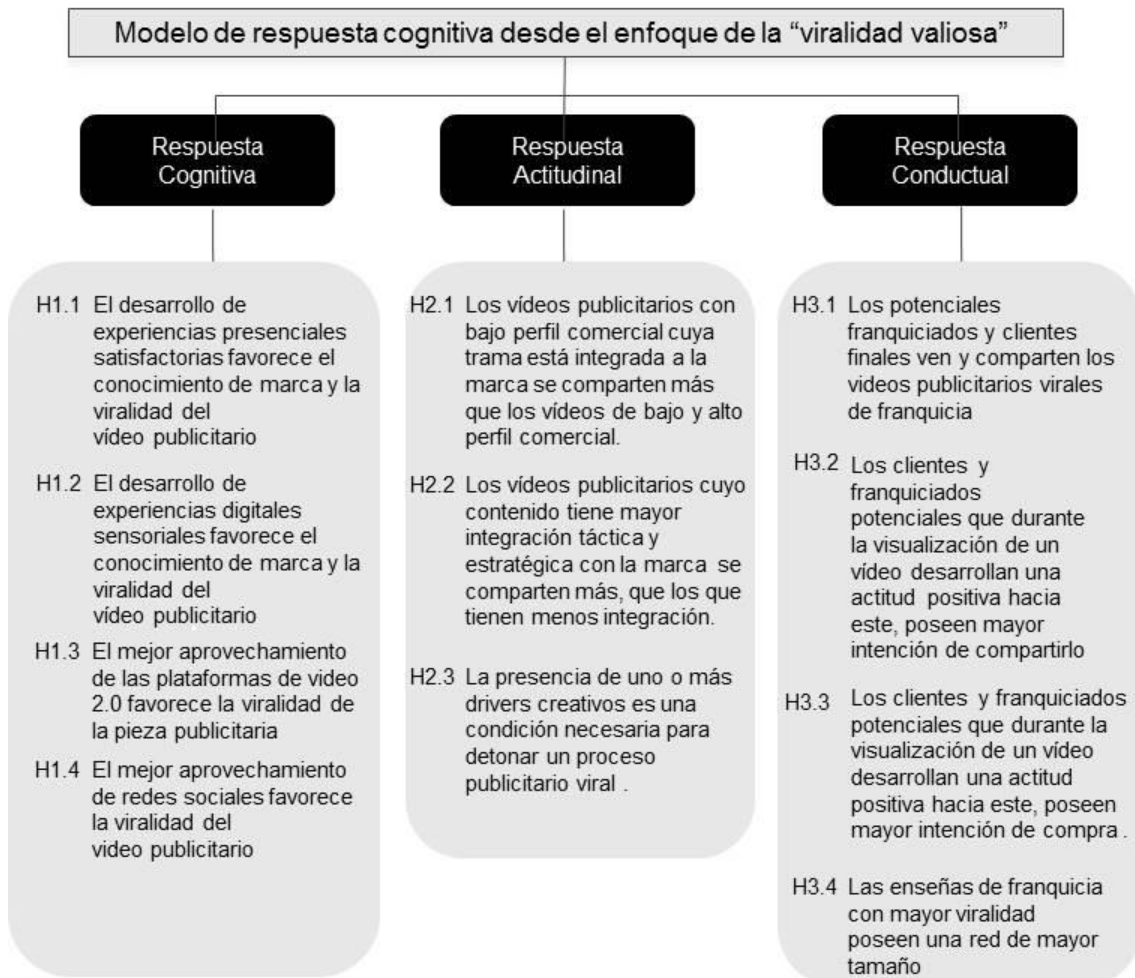 Modelo de respuesta cognitiva desde el enfoque de la “viralidad valiosa”
Respuesta
Cognitiva
H1.1 El desarrollo de
experiencias presenciales
satisfactorias favorece el
conocimiento de marca y la
viralidad del
vídeo publicitario
H1.2 El desarrollo de
experiencias digitales
sensoriales favorece el
conocimiento de marca y la
viralidad del
vídeo publicitario
H1.3 El mejor aprovechamiento
de las plataformas de video
2.0 favorece la viralidad de
la pieza publicitaria
H1.4 El mejor aprovechamiento
de redes sociales favorece
la viralidad del
video publicitario
Respuesta
Actitudinal
H2.1 Los vídeos publicitarios con
bajo perfil comercial cuya
trama está integrada a la
marca se comparten más
que los vídeos de bajo y alto
perfil comercial.
H2.2 Los vídeos publicitarios cuyo
contenido tiene mayor
integración táctica y
estratégica con la marca se
comparten más, que los que
tienen menos integración.
H2.3 La presencia de uno o más
drivers creativos es una
condición necesaria para
detonar un proceso
publicitario viral .
Respuesta
Conductual
H3.1 Los potenciales
franquiciados y clientes
finales ven y comparten los
videos publicitarios virales
de franquicia
H3.2 Los clientes y
franquiciados
potenciales que durante
la visualización de un
vídeo desarrollan una
actitud positiva hacia
este, poseen mayor
intención de compartirlo
H3.3 Los clientes y franquiciados
potenciales que durante la
visualización de un vídeo
desarrollan una actitud
positiva hacia este, poseen
mayor intención de compra .
H3.4 Las enseñas de franquicia
con mayor viralidad
poseen una red de mayor
tamaño